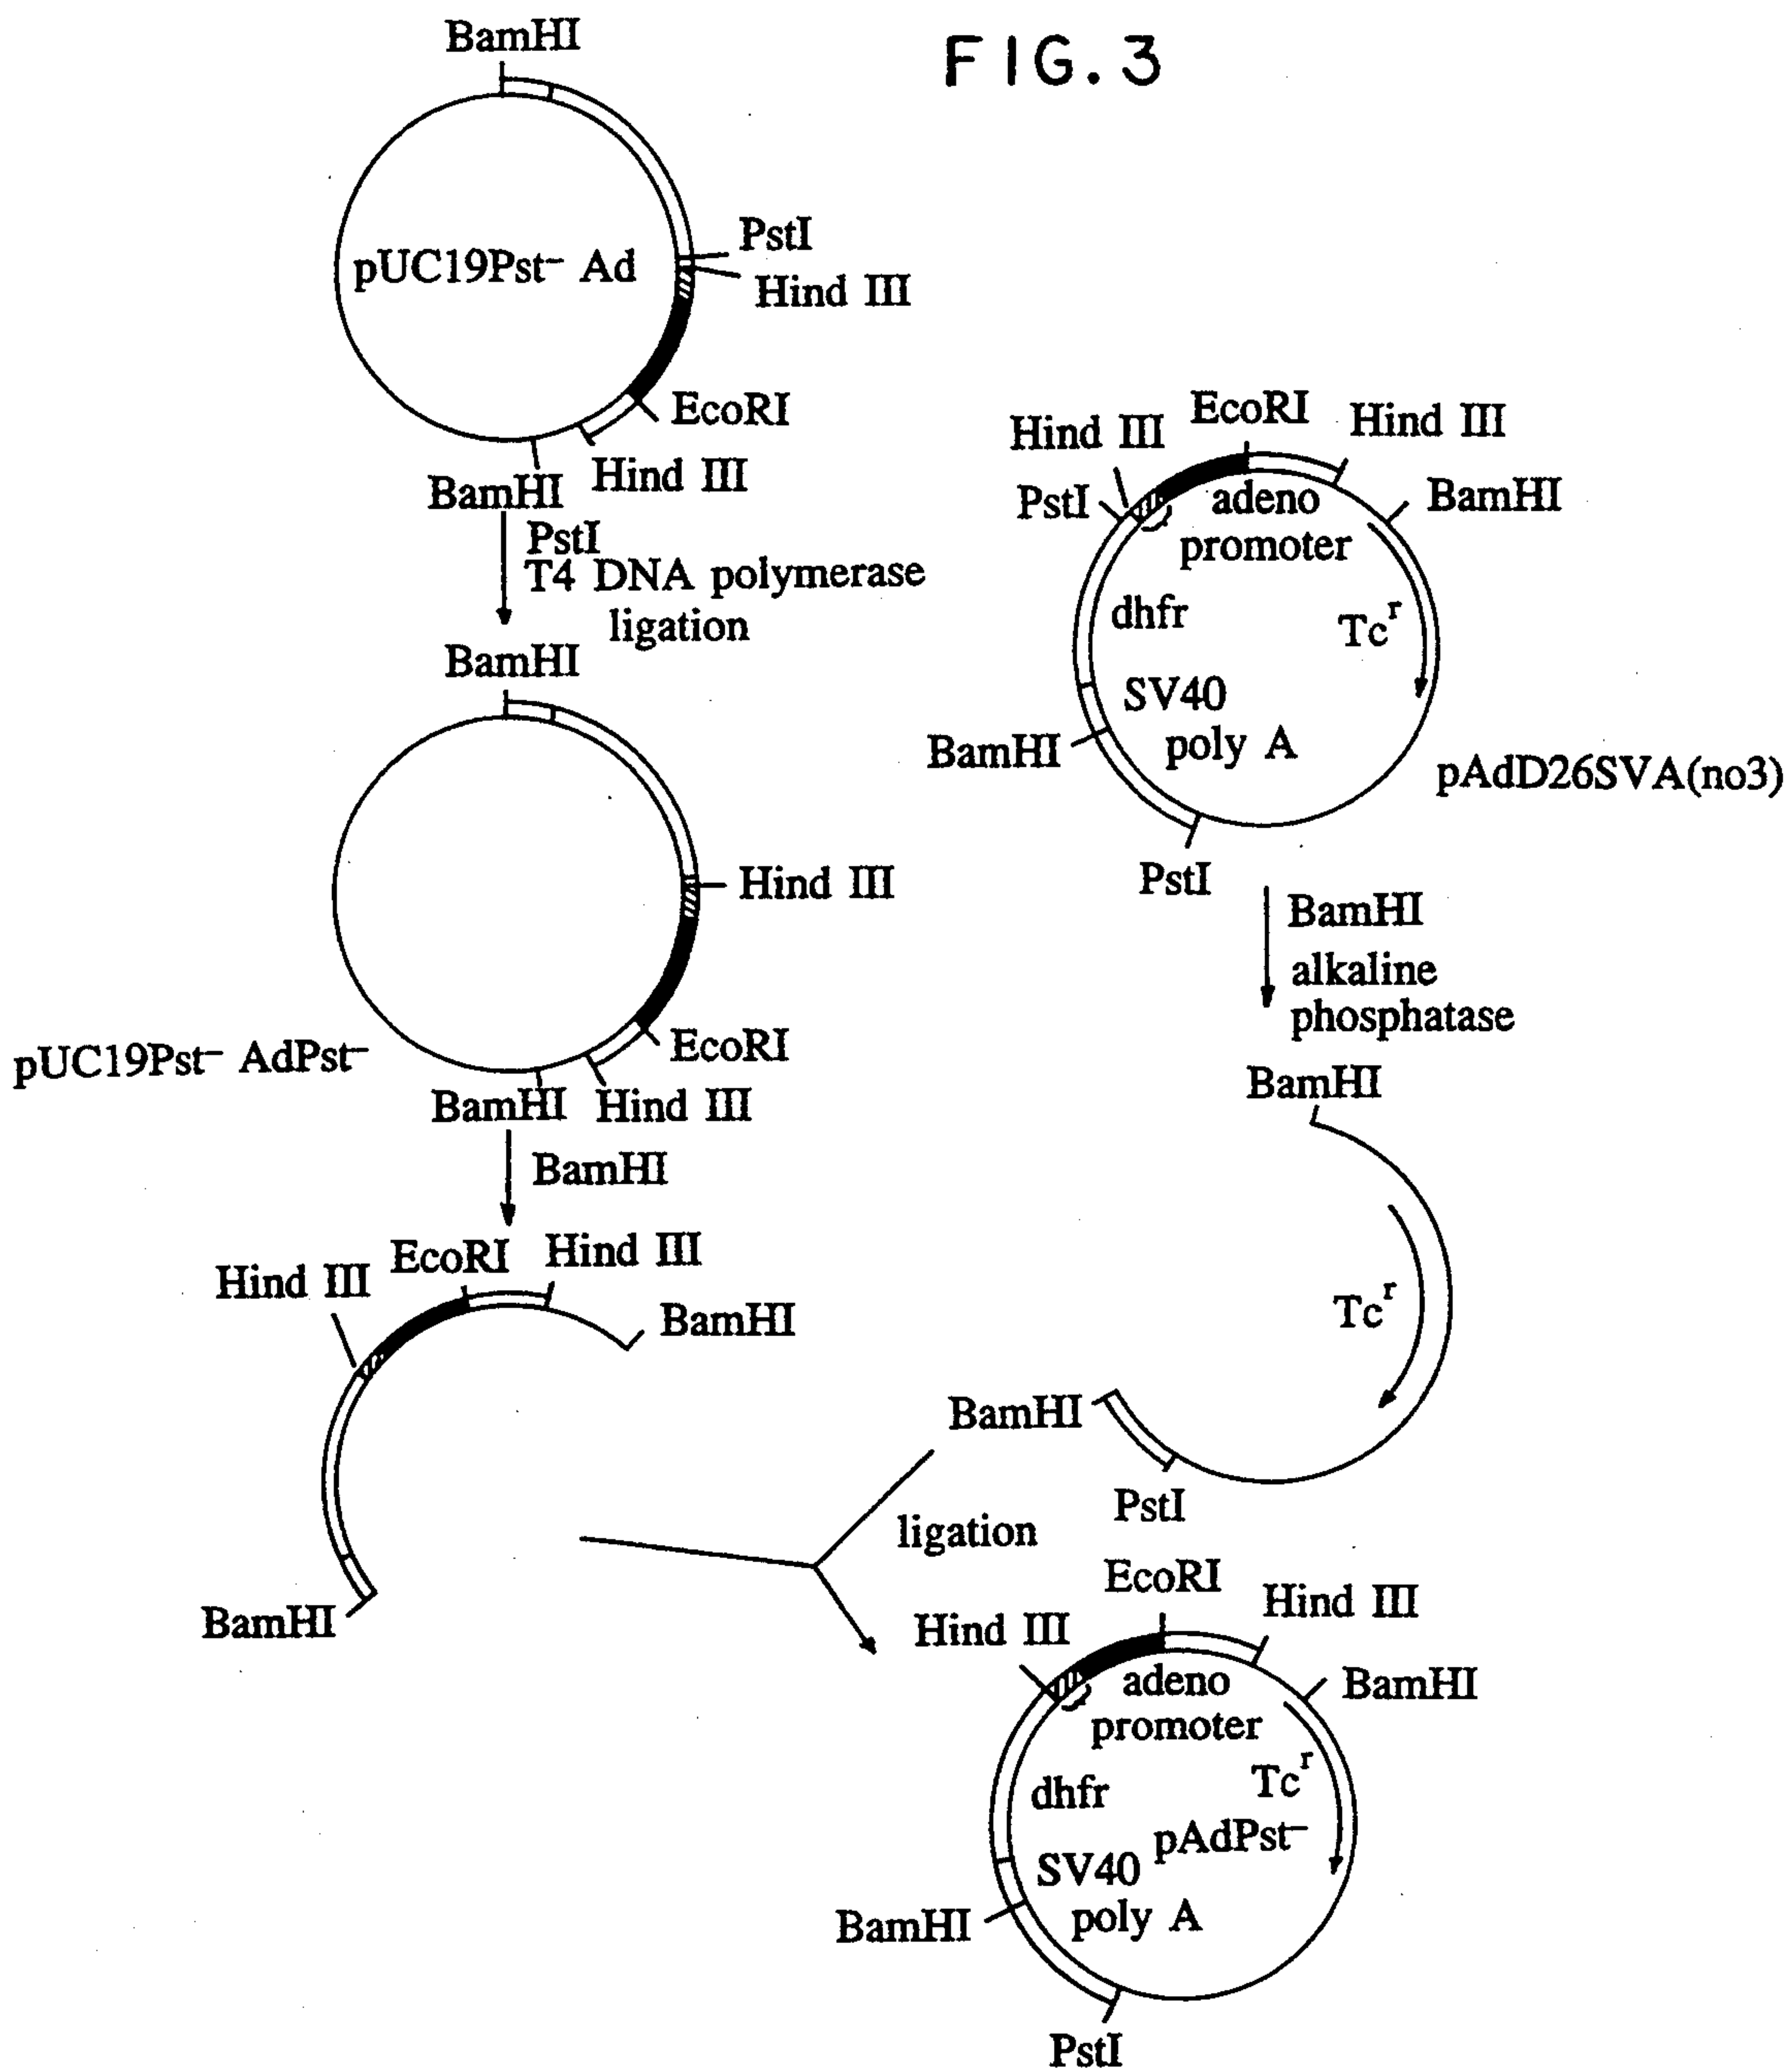 FIG. 3
BamHI
pUC19Pst⁻ Ad
PstI
Hind III
EcoRI
Hind III
BamHI
PstI
T4 DNA polymerase
ligation
BamHI
Hind III
EcoRI
pUC19Pst⁻ AdPst⁻
BamHI
Hind III
BamHI
Hind III
EcoRI
Hind III
BamHI
BamHI
Hind III
EcoRI
Hind III
PstI
BamHI
adeno
promoter
dhfr
Tcʳ
SV40
poly A
BamHI
pAdD26SVA(no3)
PstI
BamHI
alkaline
phosphatase
BamHI
Tcʳ
BamHI
PstI
ligation
EcoRI
Hind III
Hind III
BamHI
adeno
promoter
dhfr
Tcʳ
pAdPst⁻
SV40
poly A
BamHI
PstI